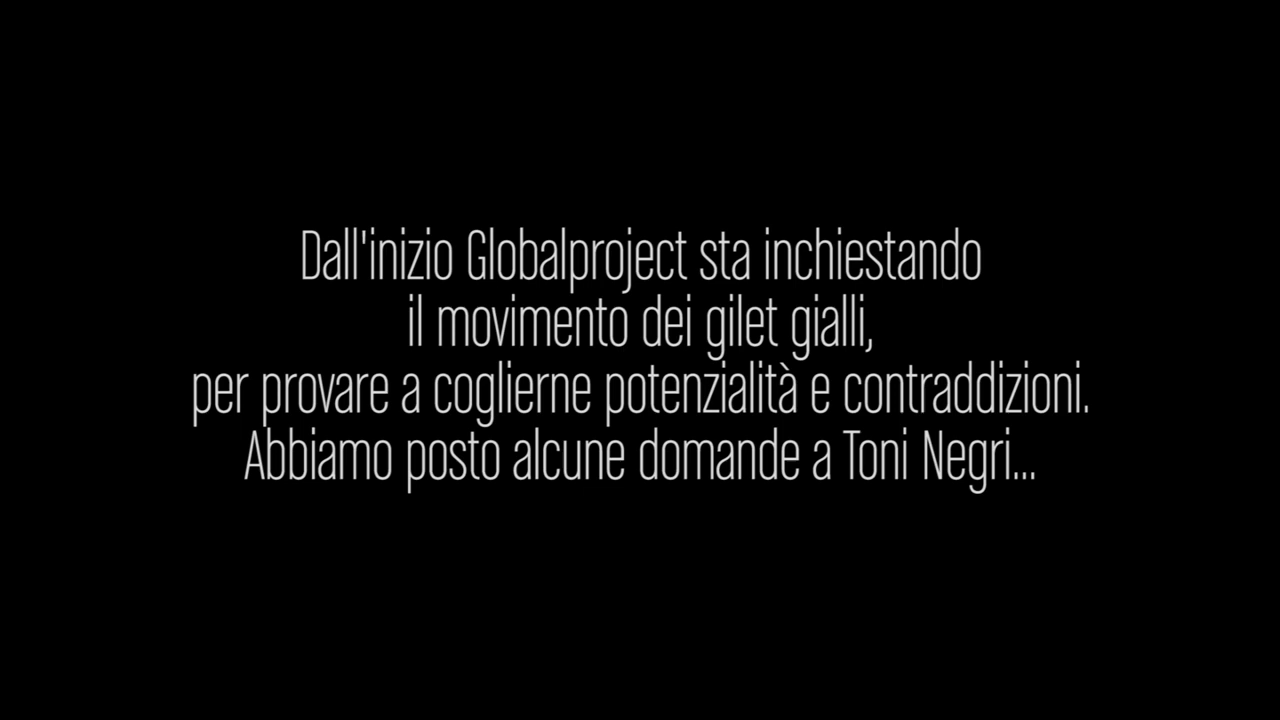 Dall'inizio Globalproject sta inchiestando
il movimento dei gilet gialli,
per provare a coglierne potenzialità e contraddizioni.
Abbiamo posto alcune domande a Toni Negri...